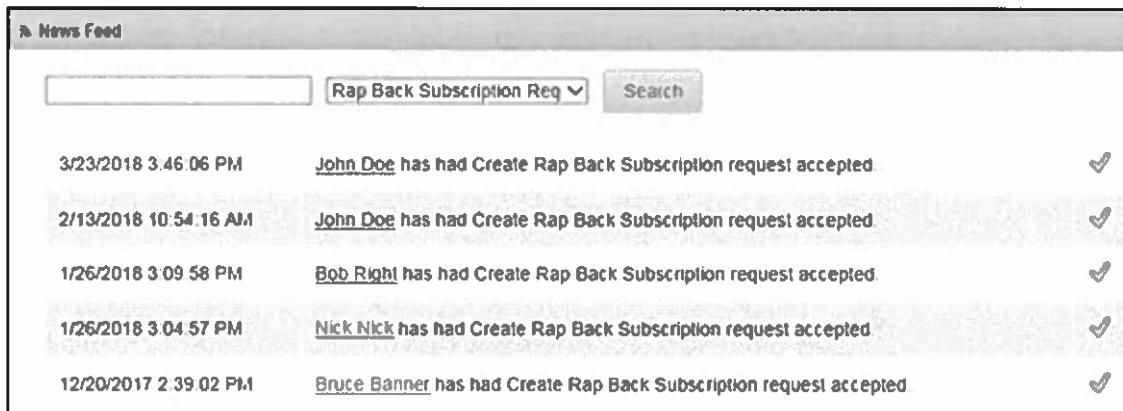 News Feed
Rap Back Subscription Req Search
3/23/2018 3:46:06 PM John Doe has had Create Rap Back Subscription request accepted.
2/13/2018 10:54:16 AM John Doe has had Create Rap Back Subscription request accepted.
1/26/2018 3:09:58 PM Bob Right has had Create Rap Back Subscription request accepted.
1/26/2018 3:04:57 PM Nick Nick has had Create Rap Back Subscription request accepted.
12/20/2017 2:39:02 PM Bruce Banner has had Create Rap Back Subscription request accepted.